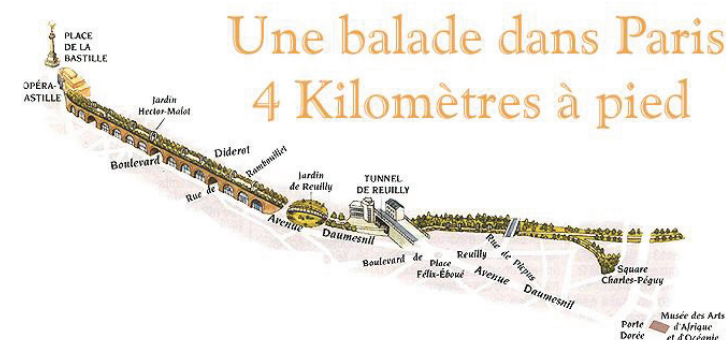 Une balade dans Paris
4 Kilomètres à pied
PLACE
DE LA
BASTILLE
OPÉRA-
ASTILLE
Jardin
Hector-Malot
Boulevard
Diderot
Rue de
Rambouillet
Jardin
de Reuilly
Avenue
Daumesnil
TUNNEL
DE REUILLY
Boulevard de
Reuilly
Place
Félix-Éboué
Avenue
Daumesnil
Rue de Picpus
Square
Charles-Péguy
Porte
Dorée
Musée des Arts
d'Afrique
et d'Océanie